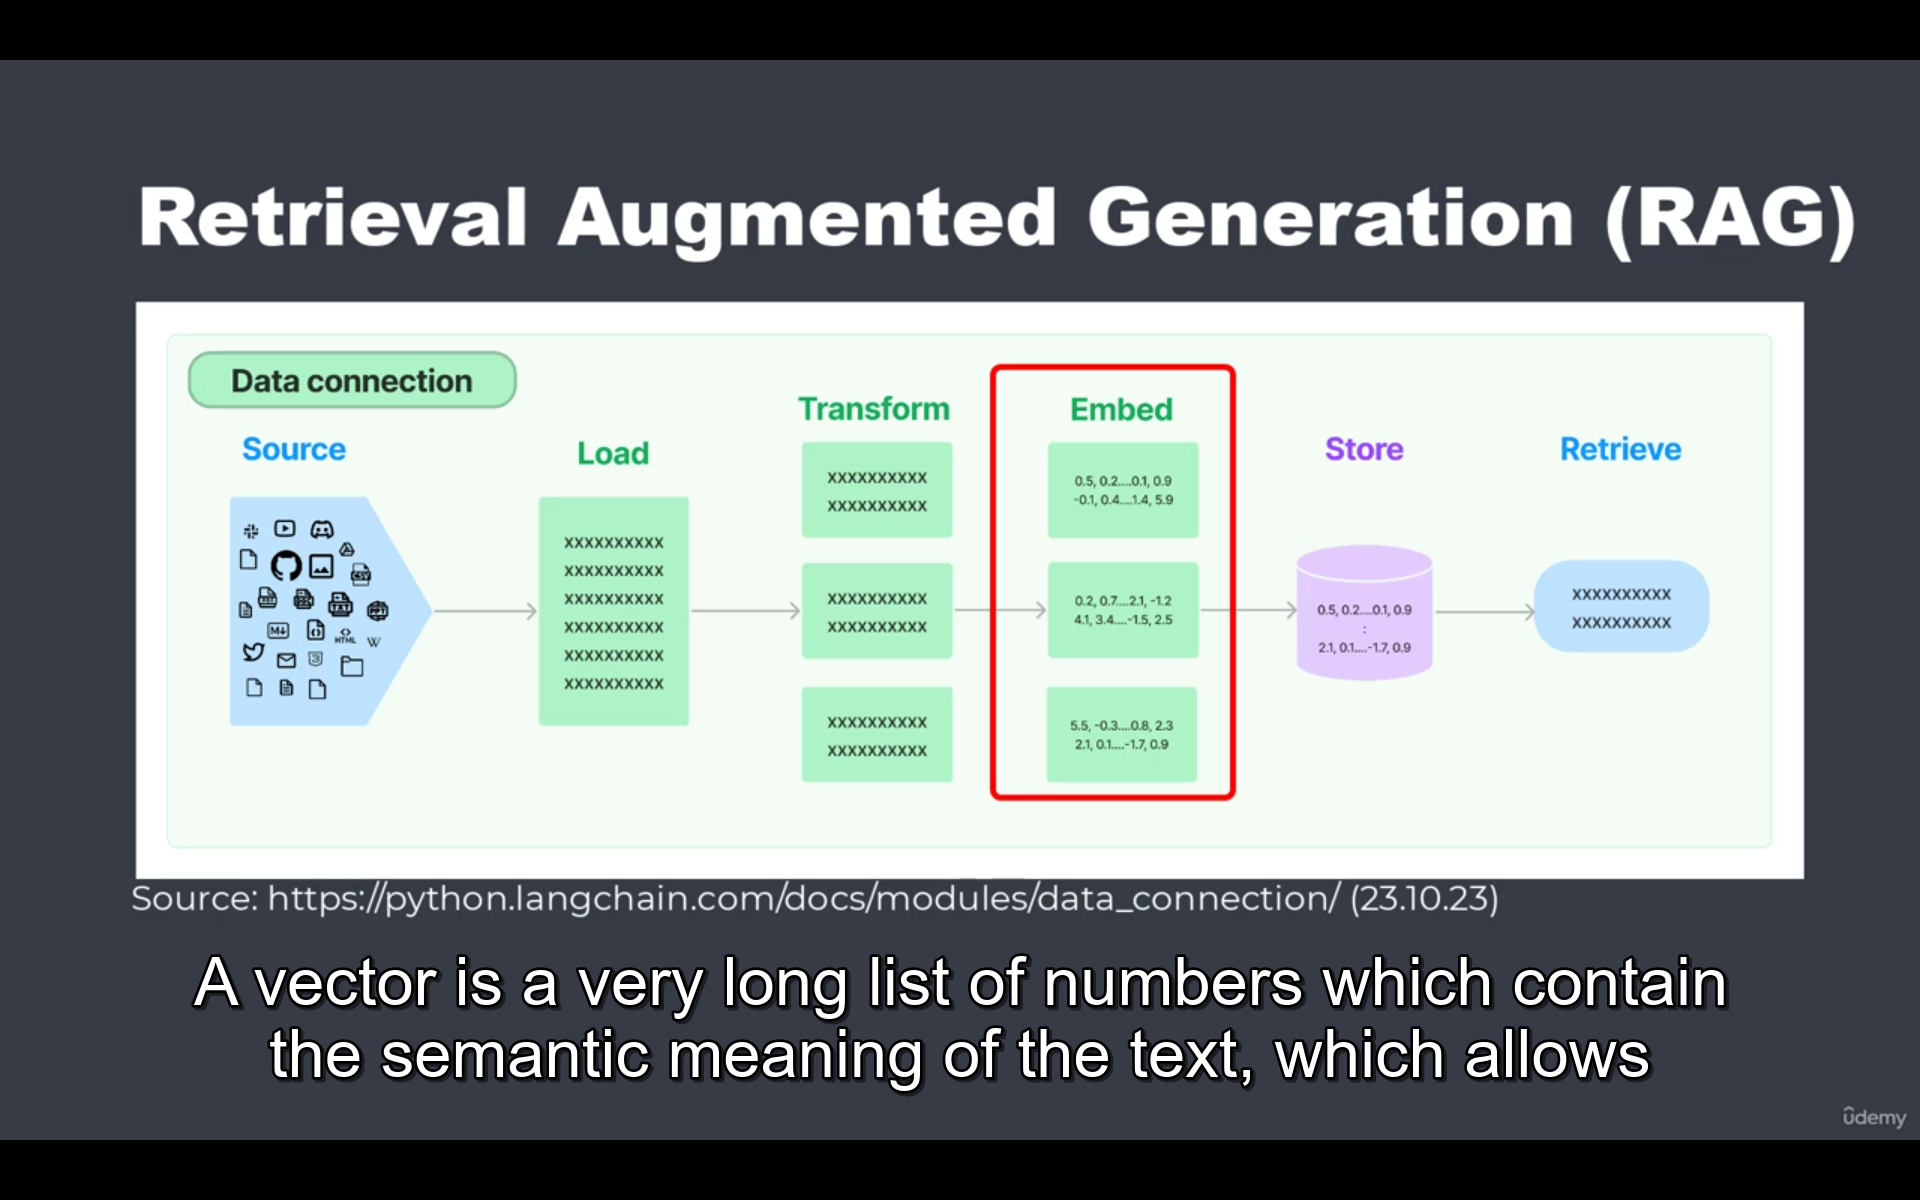 Retrieval Augmented Generation (RAG)
Data connection
Source
Load
Transform
Embed
Store
Retrieve
CSV
TXT
PPT
M↓
HTML
W
XXXXXXXXXX
XXXXXXXXXX
XXXXXXXXXX
XXXXXXXXXX
XXXXXXXXXX
XXXXXXXXXX
XXXXXXXXXX
XXXXXXXXXX
XXXXXXXXXX
XXXXXXXXXX
XXXXXXXXXX
XXXXXXXXXX
0.5, 0.2....0.1, 0.9
-0.1, 0.4....1.4, 5.9
0.2, 0.7....2.1, -1.2
4.1, 3.4....-1.5, 2.5
5.5, -0.3....0.8, 2.3
2.1, 0.1....-1.7, 0.9
0.5, 0.2....0.1, 0.9
:
2.1, 0.1....-1.7, 0.9
XXXXXXXXXX
XXXXXXXXXX
Source: https://python.langchain.com/docs/modules/data_connection/ (23.10.23)
A vector is a very long list of numbers which contain
the semantic meaning of the text, which allows
ûdemy